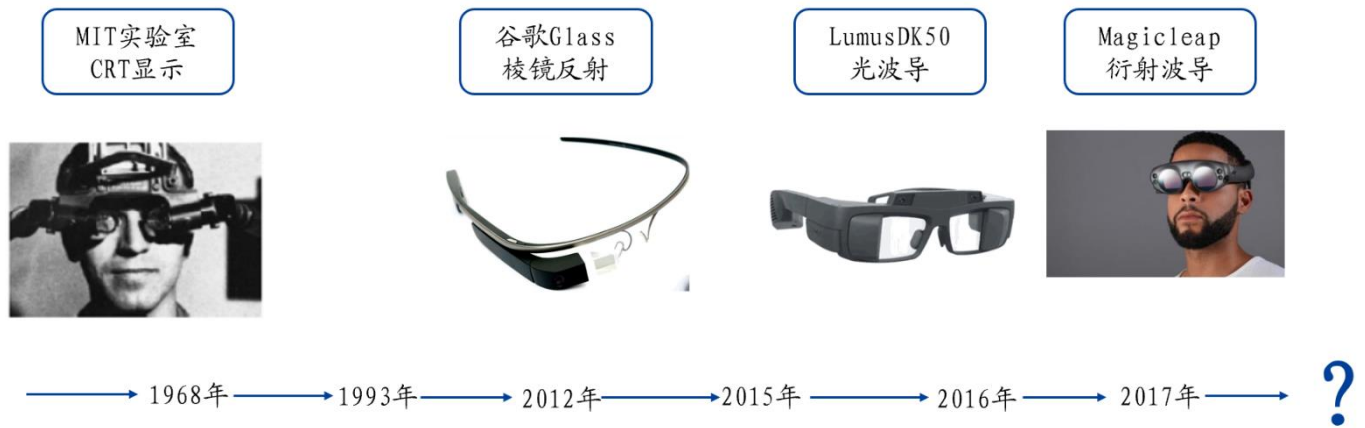 MIT实验室
CRT显示
谷歌Glass
棱镜反射
LumusDK50
光波导
Magicleap
衍射波导
1968年
1993年
2012年
2015年
2016年
2017年
?